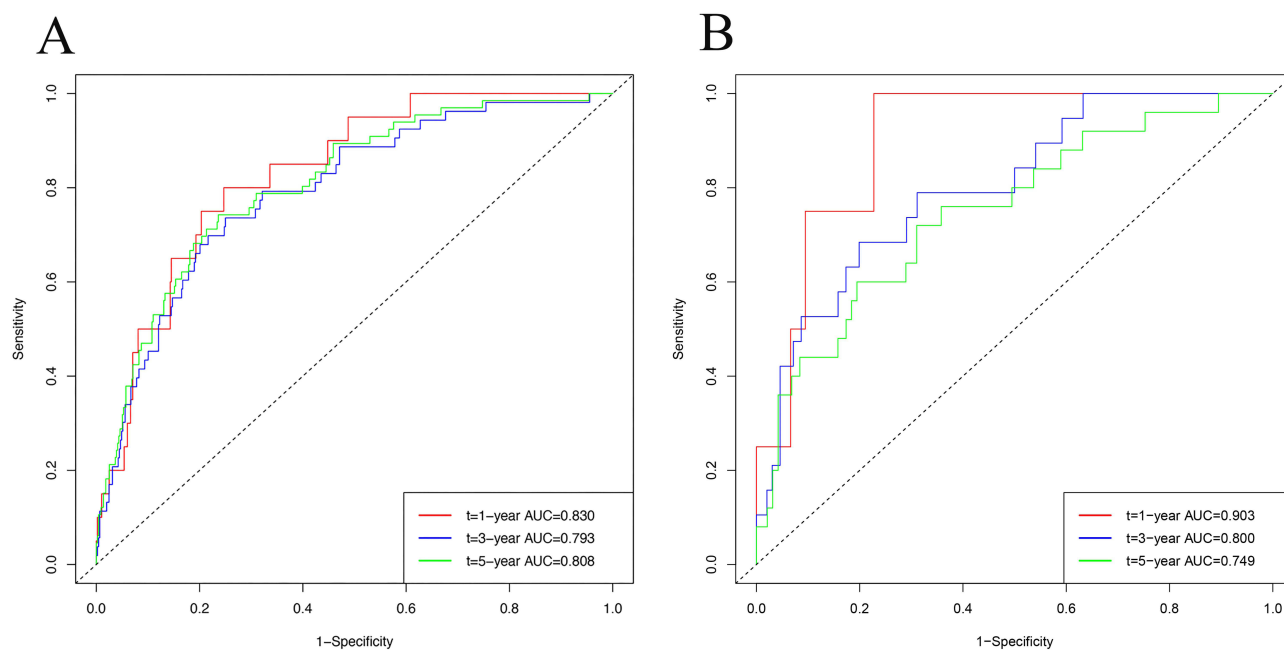 A
Sensitivity
1.0
0.8
0.6
0.4
0.2
0.0
t=1−year AUC=0.830
t=3−year AUC=0.793
t=5−year AUC=0.808
0.0 0.2 0.4 0.6 0.8 1.0
1−Specificity
B
Sensitivity
1.0
0.8
0.6
0.4
0.2
0.0
t=1−year AUC=0.903
t=3−year AUC=0.800
t=5−year AUC=0.749
0.0 0.2 0.4 0.6 0.8 1.0
1−Specificity